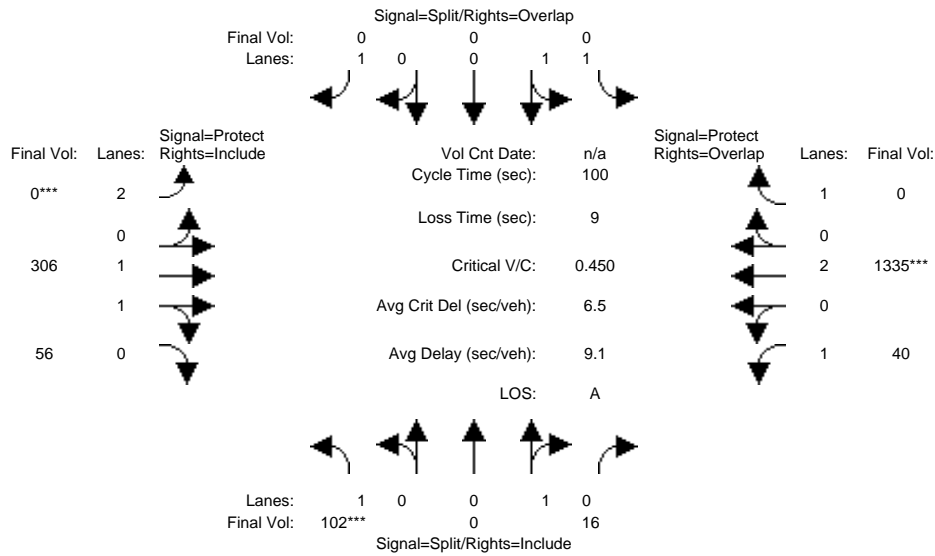 Signal=Split/Rights=Overlap
Final Vol: 0 0 0
Lanes: 1 0 0 1 1
Signal=Protect
Final Vol: Lanes: Rights=Include
Vol Cnt Date: n/a
Signal=Protect
Rights=Overlap Lanes: Final Vol:
Cycle Time (sec): 100
0*** 2
1 0
Loss Time (sec): 9
0
0
306 1
Critical V/C: 0.450
2 1335***
1
Avg Crit Del (sec/veh): 6.5
0
56 0
Avg Delay (sec/veh): 9.1
1 40
LOS: A
Lanes: 1 0 0 1 0
Final Vol: 102*** 0 16
Signal=Split/Rights=Include